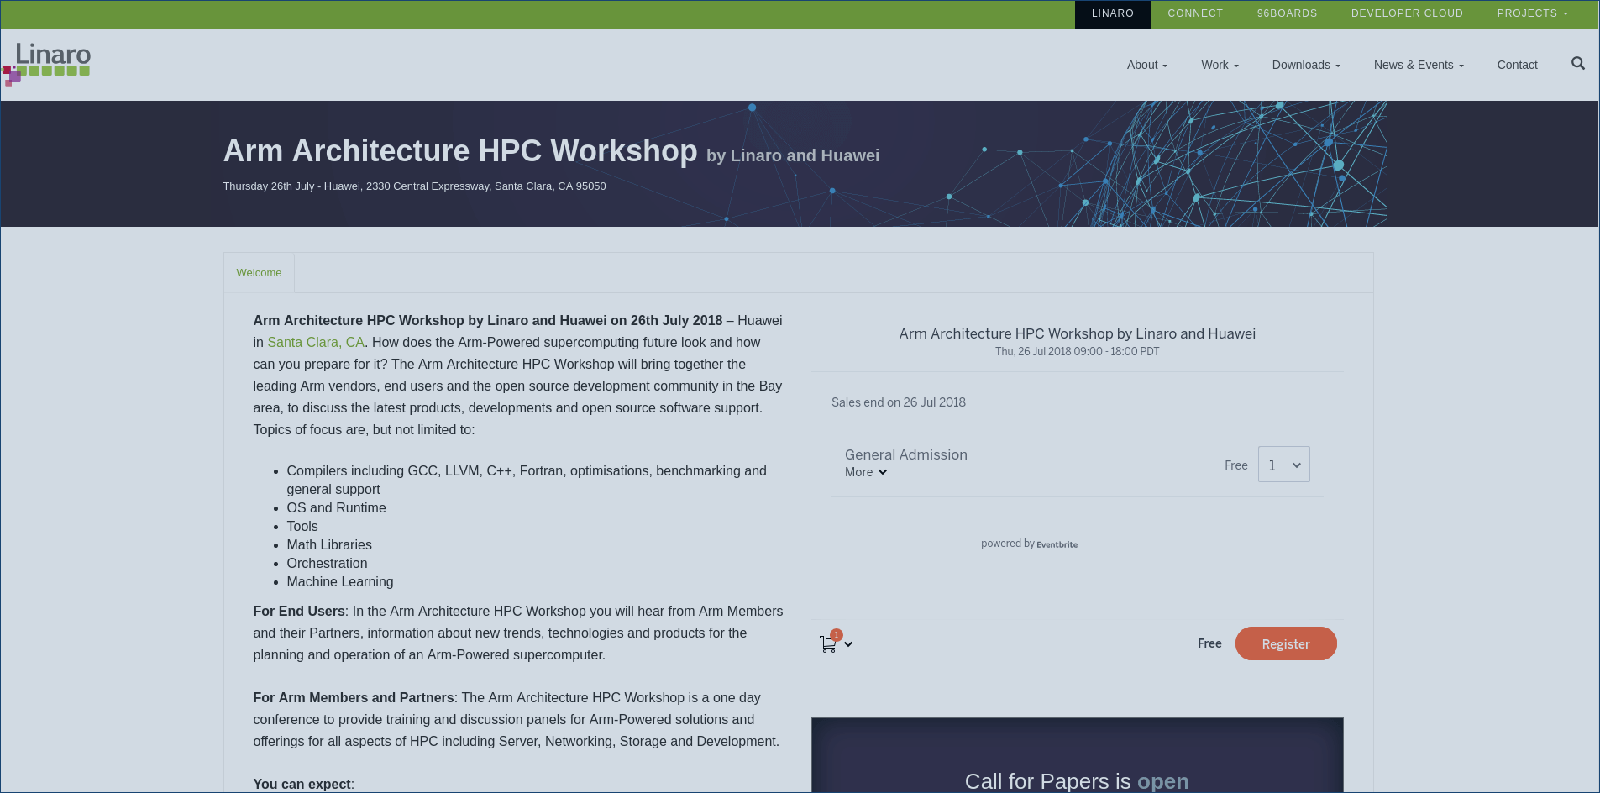 LINARO CONNECT 96BOARDS DEVELOPER CLOUD PROJECTS
Linaro
About Work Downloads News & Events Contact
Arm Architecture HPC Workshop by Linaro and Huawei
Thursday 26th July - Huawei, 2330 Central Expressway, Santa Clara, CA 95050
Welcome
Arm Architecture HPC Workshop by Linaro and Huawei on 26th July 2018 – Huawei
in Santa Clara, CA. How does the Arm-Powered supercomputing future look and how
can you prepare for it? The Arm Architecture HPC Workshop will bring together the
leading Arm vendors, end users and the open source development community in the Bay
area, to discuss the latest products, developments and open source software support.
Topics of focus are, but not limited to:
• Compilers including GCC, LLVM, C++, Fortran, optimisations, benchmarking and
general support
• OS and Runtime
• Tools
• Math Libraries
• Orchestration
• Machine Learning
For End Users: In the Arm Architecture HPC Workshop you will hear from Arm Members
and their Partners, information about new trends, technologies and products for the
planning and operation of an Arm-Powered supercomputer.
For Arm Members and Partners: The Arm Architecture HPC Workshop is a one day
conference to provide training and discussion panels for Arm-Powered solutions and
offerings for all aspects of HPC including Server, Networking, Storage and Development.
You can expect:
Arm Architecture HPC Workshop by Linaro and Huawei
Thu, 26 Jul 2018 09:00 - 18:00 PDT
Sales end on 26 Jul 2018
General Admission
More
Free 1
powered by Eventbrite
1
Free Register
Call for Papers is open